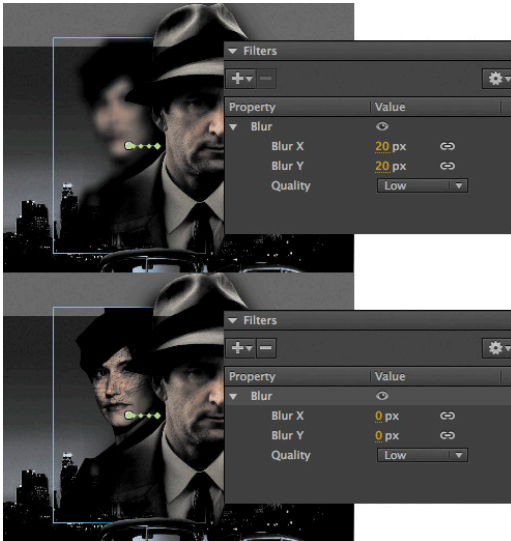 Filters
Property Value
Blur
Blur X 20 px
Blur Y 20 px
Quality Low
Filters
Property Value
Blur
Blur X 0 px
Blur Y 0 px
Quality Low